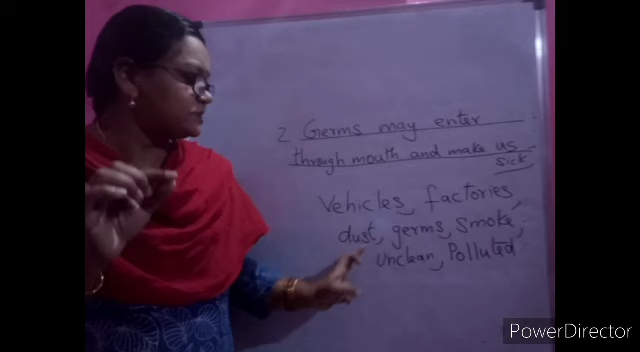 2 Germs may enter
through mouth and make us
sick
Vehicles, factories,
dust, germs, smoke,
unclean, Polluted
PowerDirector